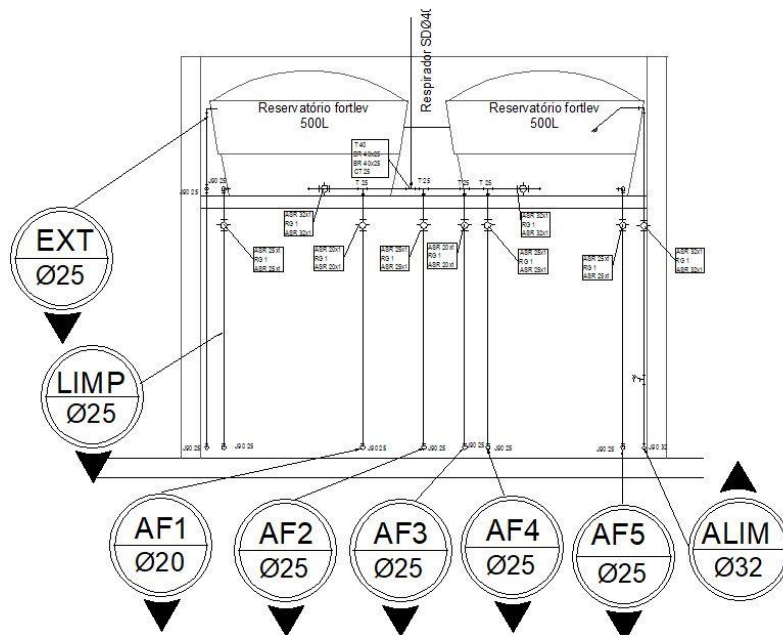 Respirador SDØ40
Reservatório fortlev
500L
Reservatório fortlev
500L
T 40
BR 40x25
BR 40x25
CT 25
J90 25
J90 25
T 25
T 25
T 25
T 25
ASR 32x1
RG 1
ASR 32x1
ASR 32x1
RG 1
ASR 32x1
ASR 25x1
RG 1
ASR 25x1
ASR 20x1
RG 1
ASR 20x1
ASR 25x1
RG 1
ASR 25x1
ASR 20x1
RG 1
ASR 20x1
ASR 25x1
RG 1
ASR 25x1
ASR 25x1
RG 1
ASR 25x1
ASR 32x1
RG 1
ASR 32x1
EXT
Ø25
LIMP
Ø25
J90 25
J90 25
J90 25
J90 25
J90 25
J90 25
J90 25
J90 32
AF1
Ø20
AF2
Ø25
AF3
Ø25
AF4
Ø25
AF5
Ø25
ALIM
Ø32